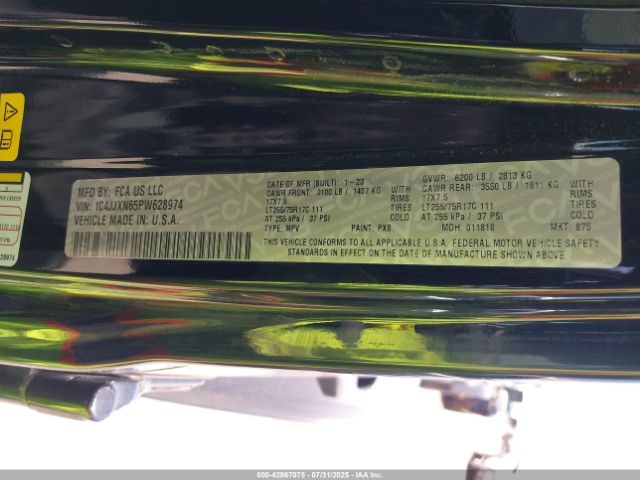 MFD BY: FCA US LLC
VIN: 1C4JJXN65PW628974
VEHICLE MADE IN U.S.A.
DATE OF MFR (BUILT) 1-23
GAWR FRONT: 3100 LB / 1407 KG
17X7.5
LT255/75R17C 111
AT 255 kPa / 37 PSI
TYPE: MPV PAINT: PX8 MDH: 011818 MKT: 875
GVWR: 6200 LB / 2813 KG
WITH GAWR REAR: 3550 LB / 1611 KG WITH
RIMS 17X7.5 RIMS
TIRES LT255/75R17C 111 TIRES
COLD AT 255 kPa / 37 PSI COLD
THIS VEHICLE CONFORMS TO ALL APPLICABLE U.S.A. FEDERAL MOTOR VEHICLE SAFETY
STANDARDS IN EFFECT ON THE DATE OF MANUFACTURE SHOWN ABOVE.
000-42867075 07/31/2025 - IAAI.COM